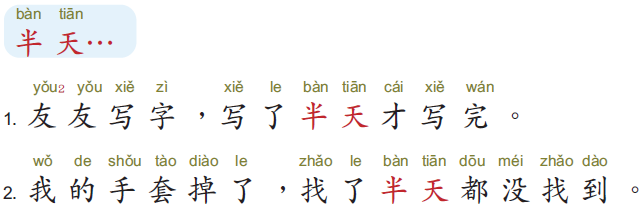 bàn tiān
半天…
yǒu2 yǒu xiě zì xiě le bàn tiān cái xiě wán
1. 友友写字，写了半天才写完。
wǒ de shǒu tào diào le zhǎo le bàn tiān dōu méi zhǎo dào
2. 我的手套掉了，找了半天都没找到。